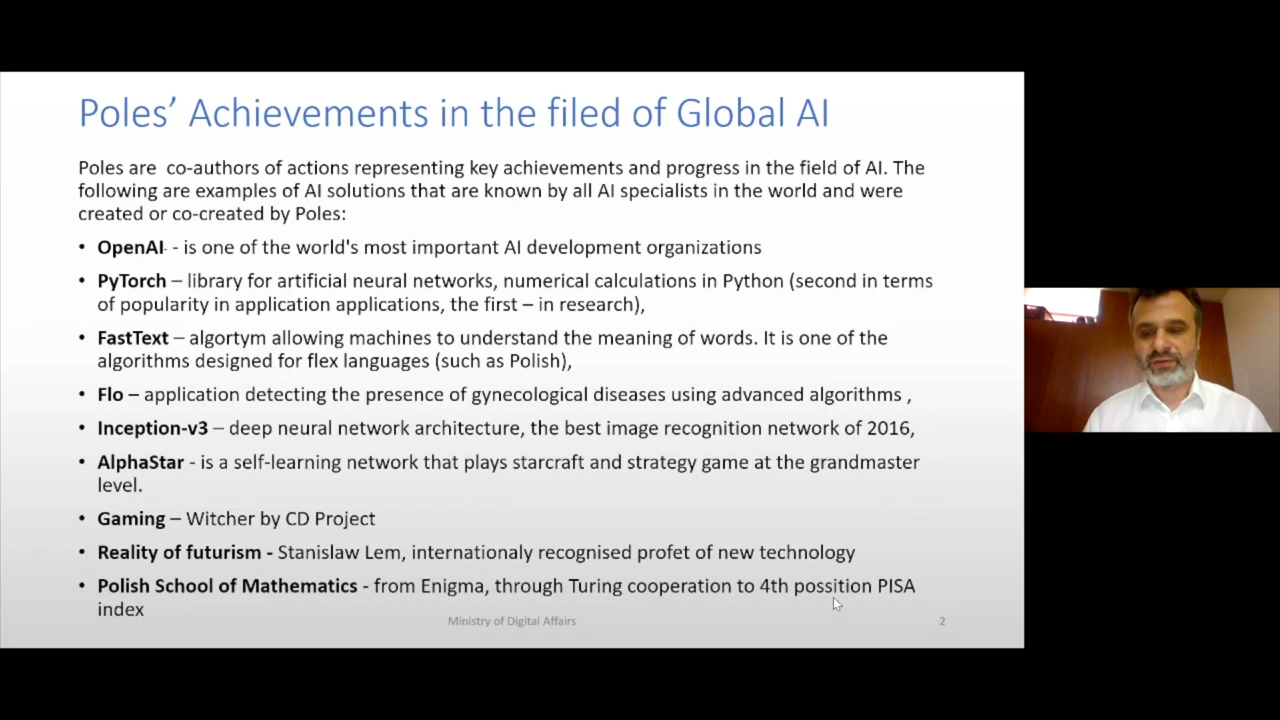 Poles’ Achievements in the filed of Global AI
Poles are  co-authors of actions representing key achievements and progress in the field of AI. The
following are examples of AI solutions that are known by all AI specialists in the world and were
created or co-created by Poles:
• OpenAI - is one of the world's most important AI development organizations
• PyTorch – library for artificial neural networks, numerical calculations in Python (second in terms
of popularity in application applications, the first – in research),
• FastText – algortym allowing machines to understand the meaning of words. It is one of the
algorithms designed for flex languages (such as Polish),
• Flo – application detecting the presence of gynecological diseases using advanced algorithms ,
• Inception-v3 – deep neural network architecture, the best image recognition network of 2016,
• AlphaStar - is a self-learning network that plays starcraft and strategy game at the grandmaster
level.
• Gaming – Witcher by CD Project
• Reality of futurism - Stanislaw Lem, internationaly recognised profet of new technology
• Polish School of Mathematics - from Enigma, through Turing cooperation to 4th possition PISA
index
Ministry of Digital Affairs
2